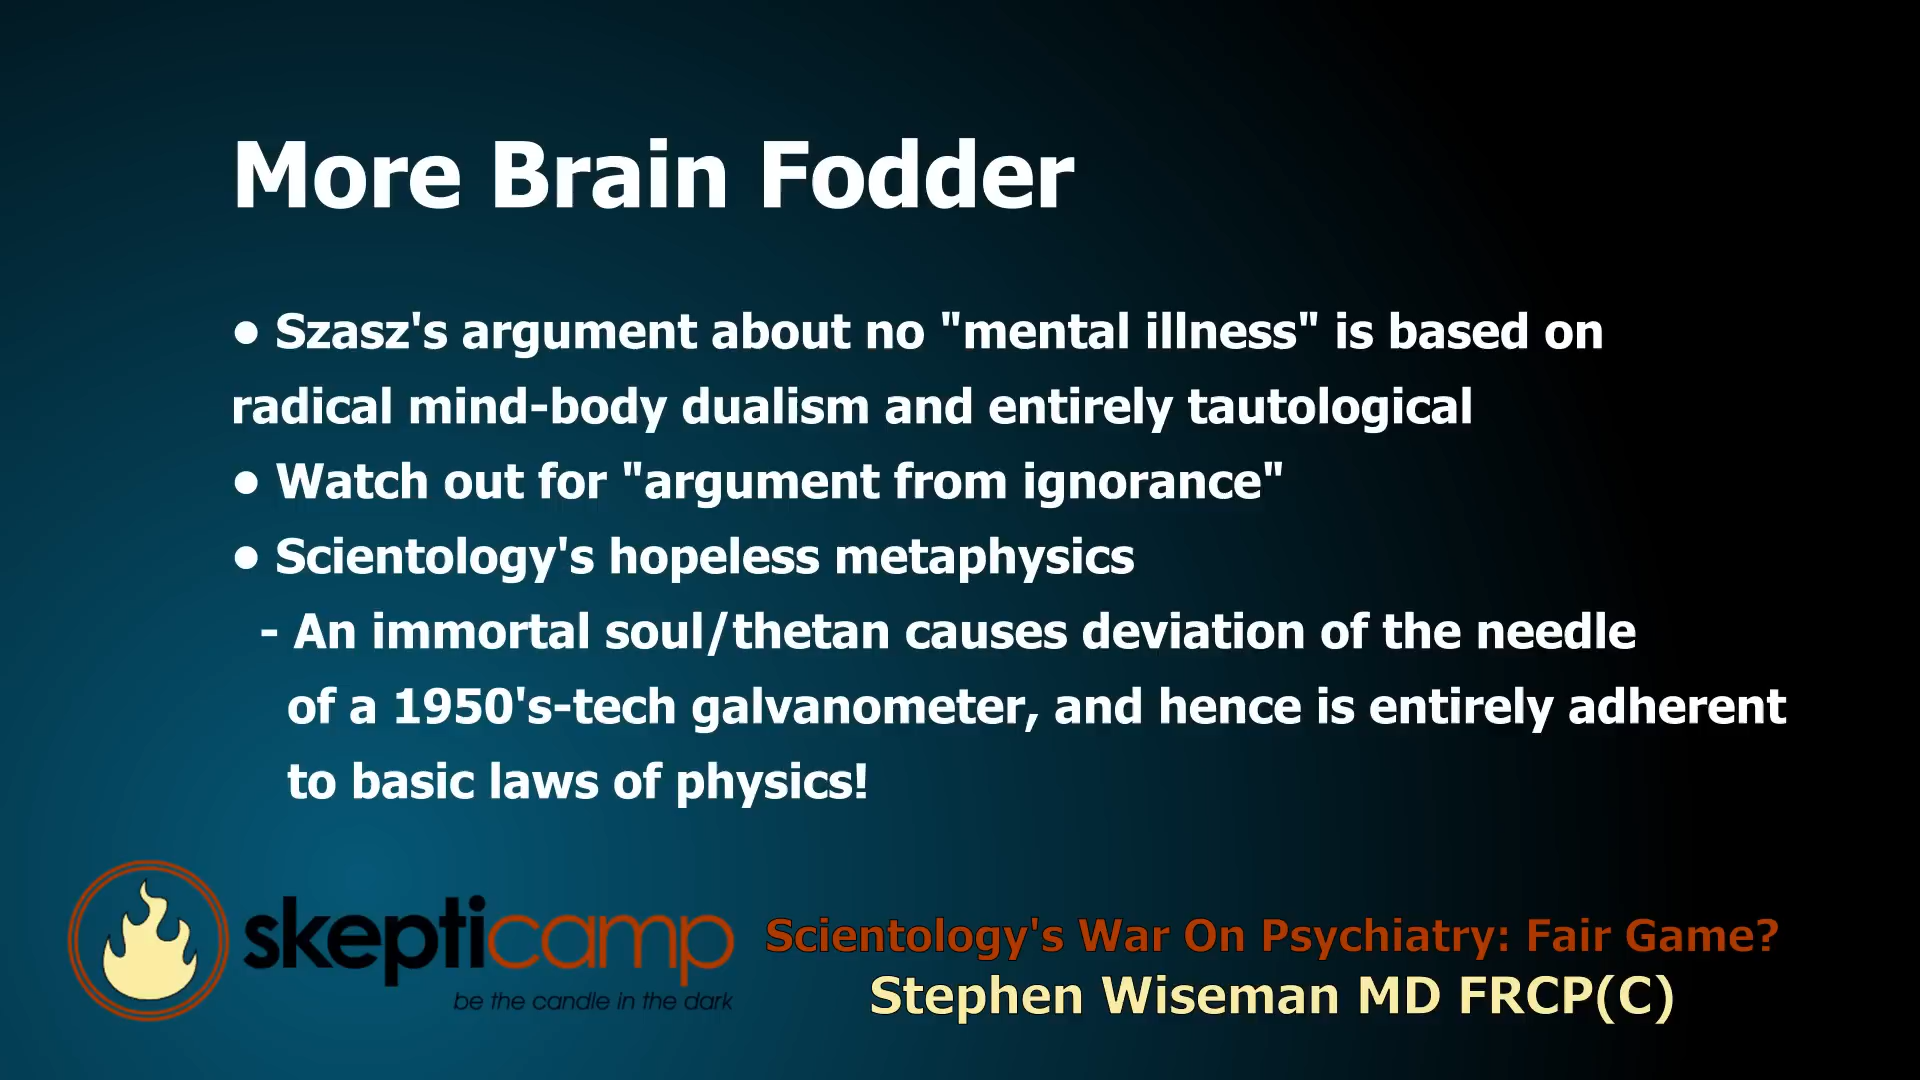 More Brain Fodder
● Szasz's argument about no "mental illness" is based on
radical mind-body dualism and entirely tautological
● Watch out for "argument from ignorance"
● Scientology's hopeless metaphysics
- An immortal soul/thetan causes deviation of the needle
of a 1950's-tech galvanometer, and hence is entirely adherent
to basic laws of physics!
skepticamp
be the candle in the dark
Scientology's War On Psychiatry: Fair Game?
Stephen Wiseman MD FRCP(C)